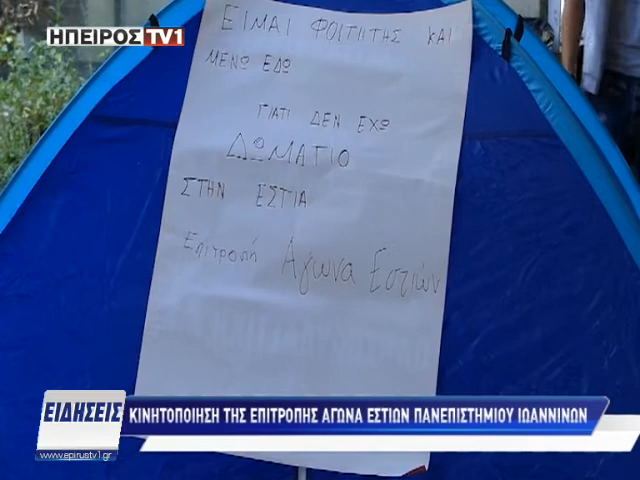 ΗΠΕΙΡΟΣ TV1
ΕΙΜΑΙ ΦΟΙΤΗΤΗΣ ΚΑΙ
ΜΕΝΩ ΕΔΩ
ΓΙΑΤΙ ΔΕΝ ΕΧΩ
ΔΩΜΑΤΙΟ
ΣΤΗΝ ΕΣΤΙΑ
Επιτροπή Αγωνα Εστιών
ΕΙΔΗΣΕΙΣ
ΚΙΝΗΤΟΠΟΙΗΣΗ ΤΗΣ ΕΠΙΤΡΟΠΗΣ ΑΓΩΝΑ ΕΣΤΙΩΝ ΠΑΝΕΠΙΣΤΗΜΙΟΥ ΙΩΑΝΝΙΝΩΝ
www.epirustv1.gr